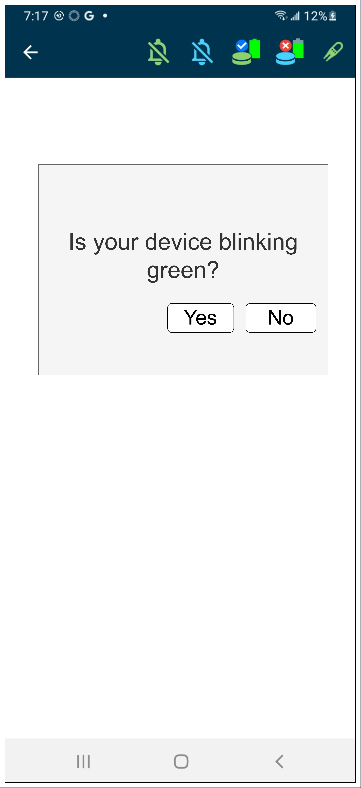 7:17 G 12%
Is your device blinking
green?
Yes No